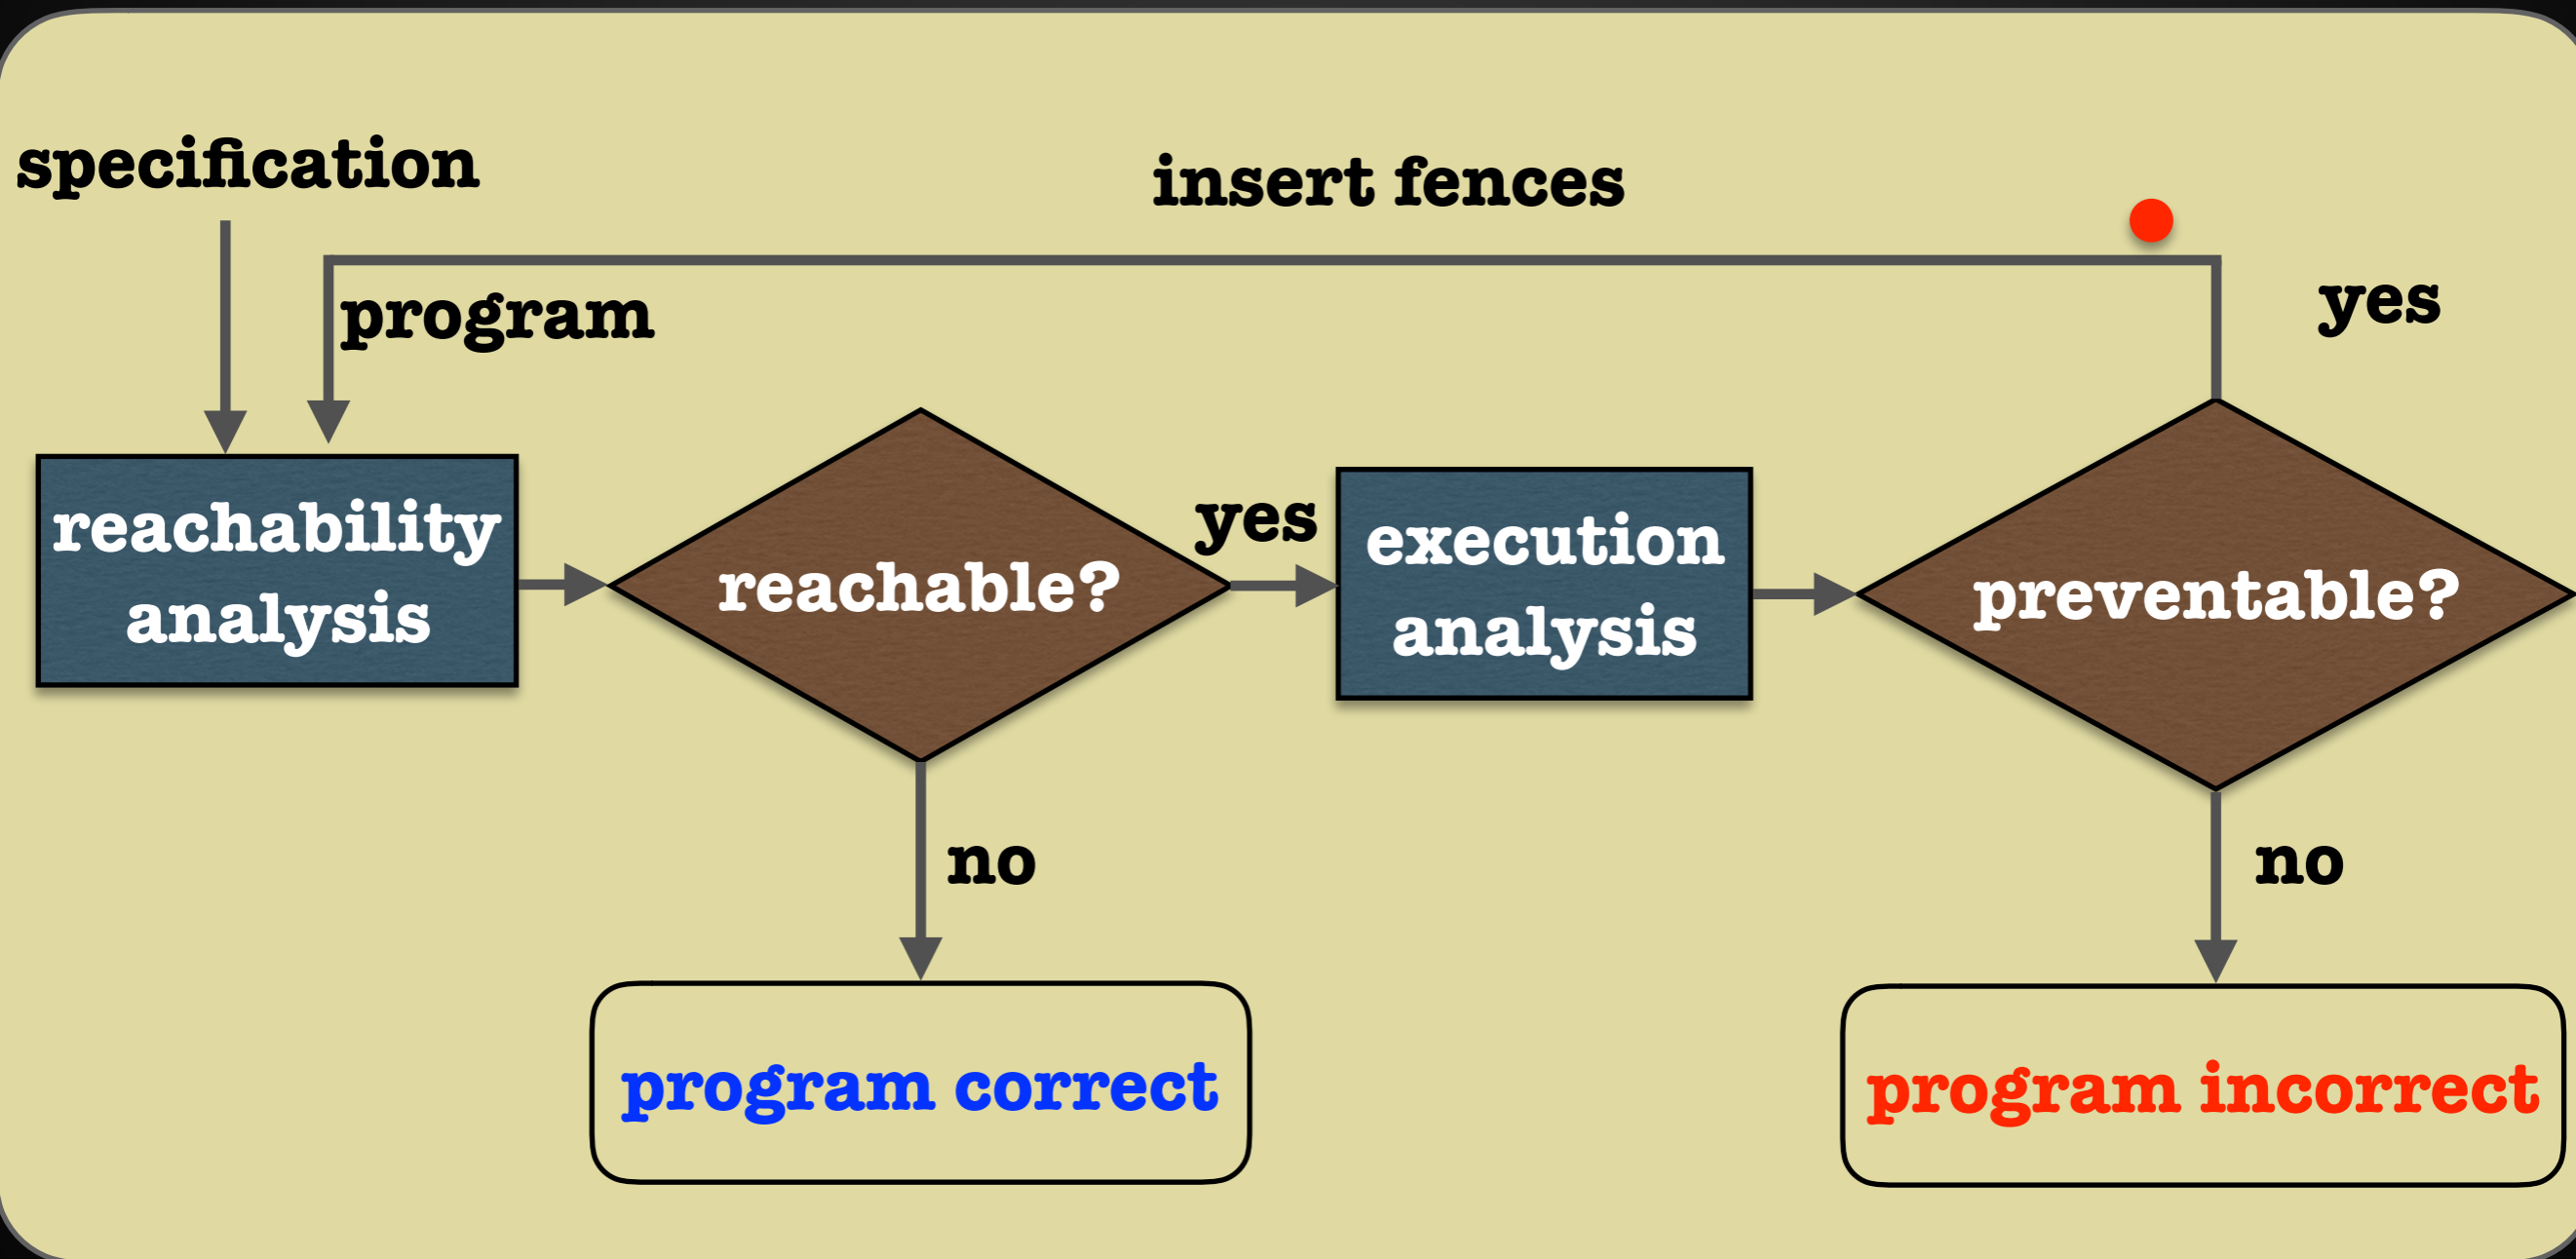 specification
insert fences
program
yes
reachability
analysis
reachable?
yes
execution
analysis
preventable?
no
no
program correct
program incorrect